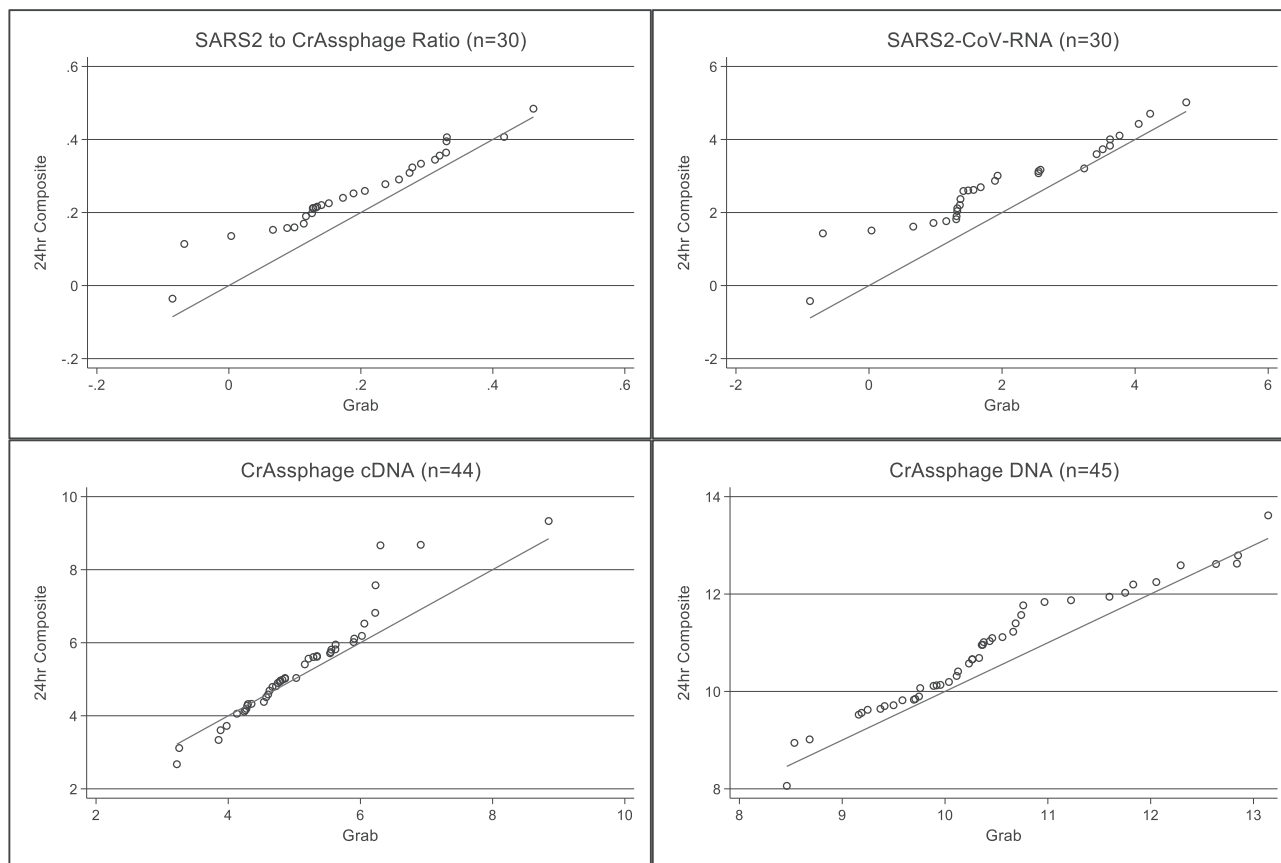 SARS2 to CrAssphage Ratio (n=30)
24hr Composite
.6
.4
.2
0
-.2
-.2 0 .2 .4 .6
Grab
SARS2-CoV-RNA (n=30)
24hr Composite
6
4
2
0
-2
-2 0 2 4 6
Grab
CrAssphage cDNA (n=44)
24hr Composite
10
8
6
4
2
2 4 6 8 10
Grab
CrAssphage DNA (n=45)
24hr Composite
14
12
10
8
8 9 10 11 12 13
Grab